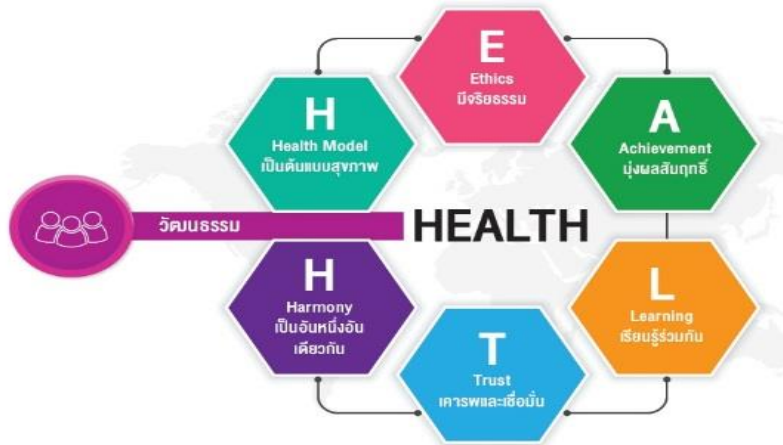 วัฒนธรรม
HEALTH
H
Health Model
เป็นต้นแบบสุขภาพ
E
Ethics
มีจริยธรรม
A
Achievement
มุ่งผลสัมฤทธิ์
L
Learning
เรียนรู้ร่วมกัน
T
Trust
เคารพและเชื่อมั่น
H
Harmony
เป็นอันหนึ่งอัน
เดียวกัน